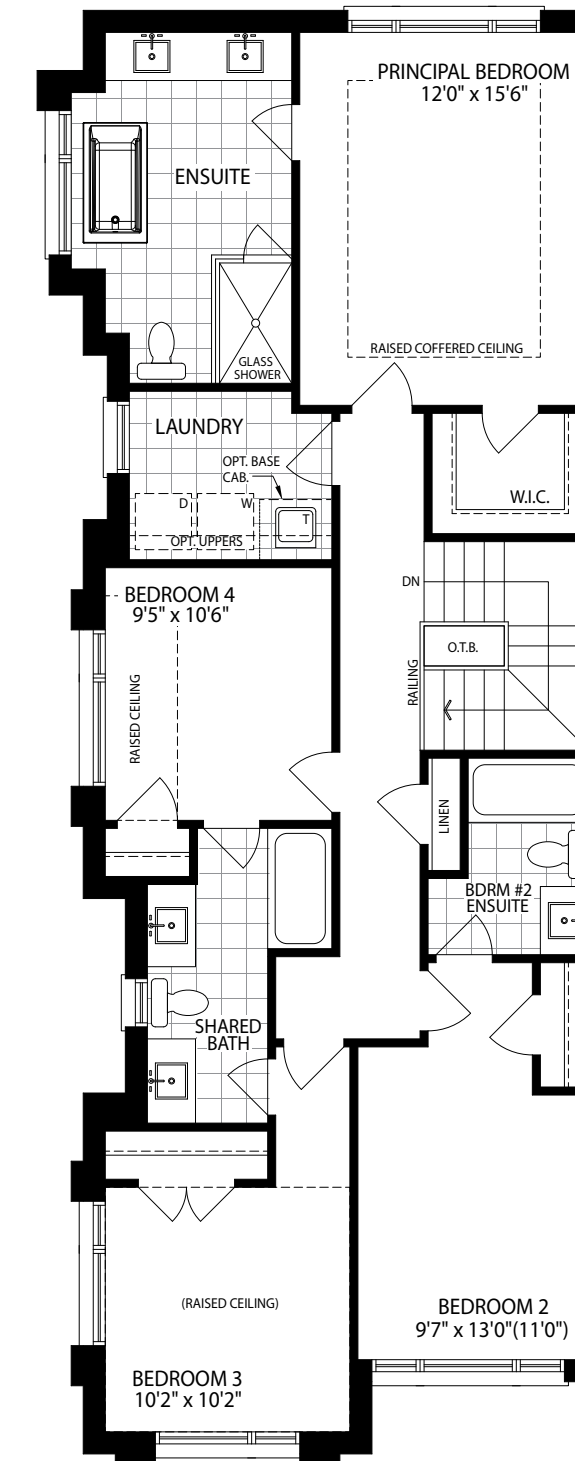 PRINCIPAL BEDROOM
12'0" x 15'6"
ENSUITE
RAISED COFFERED CEILING
GLASS
SHOWER
LAUNDRY
OPT. BASE
CAB.
W.I.C.
D
W
T
OPT. UPPERS
DN
BEDROOM 4
9'5" x 10'6"
O.T.B.
RAILING
RAISED CEILING
LINEN
BDRM #2
ENSUITE
SHARED
BATH
(RAISED CEILING)
BEDROOM 2
9'7" x 13'0"(11'0")
BEDROOM 3
10'2" x 10'2"